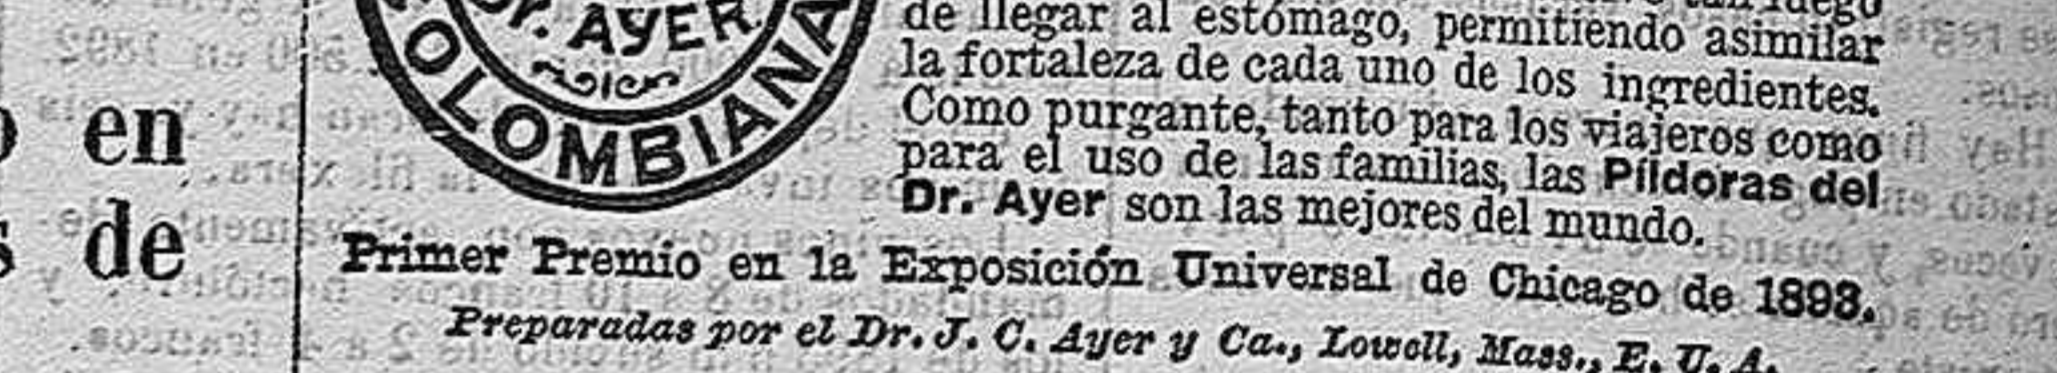 en
de
Dr. AYER
COLOMBIANA
de llegar al estómago, permitiendo asimilar
la fortaleza de cada uno de los ingredientes.
Como purgante, tanto para los viajeros como
para el uso de las familias, las Píldoras del
Dr. Ayer son las mejores del mundo.
Primer Premio en la Exposición Universal de Chicago de 1893.
Preparadas por el Dr. J. C. Ayer y Ca., Lowell, Mass., E. U. A.